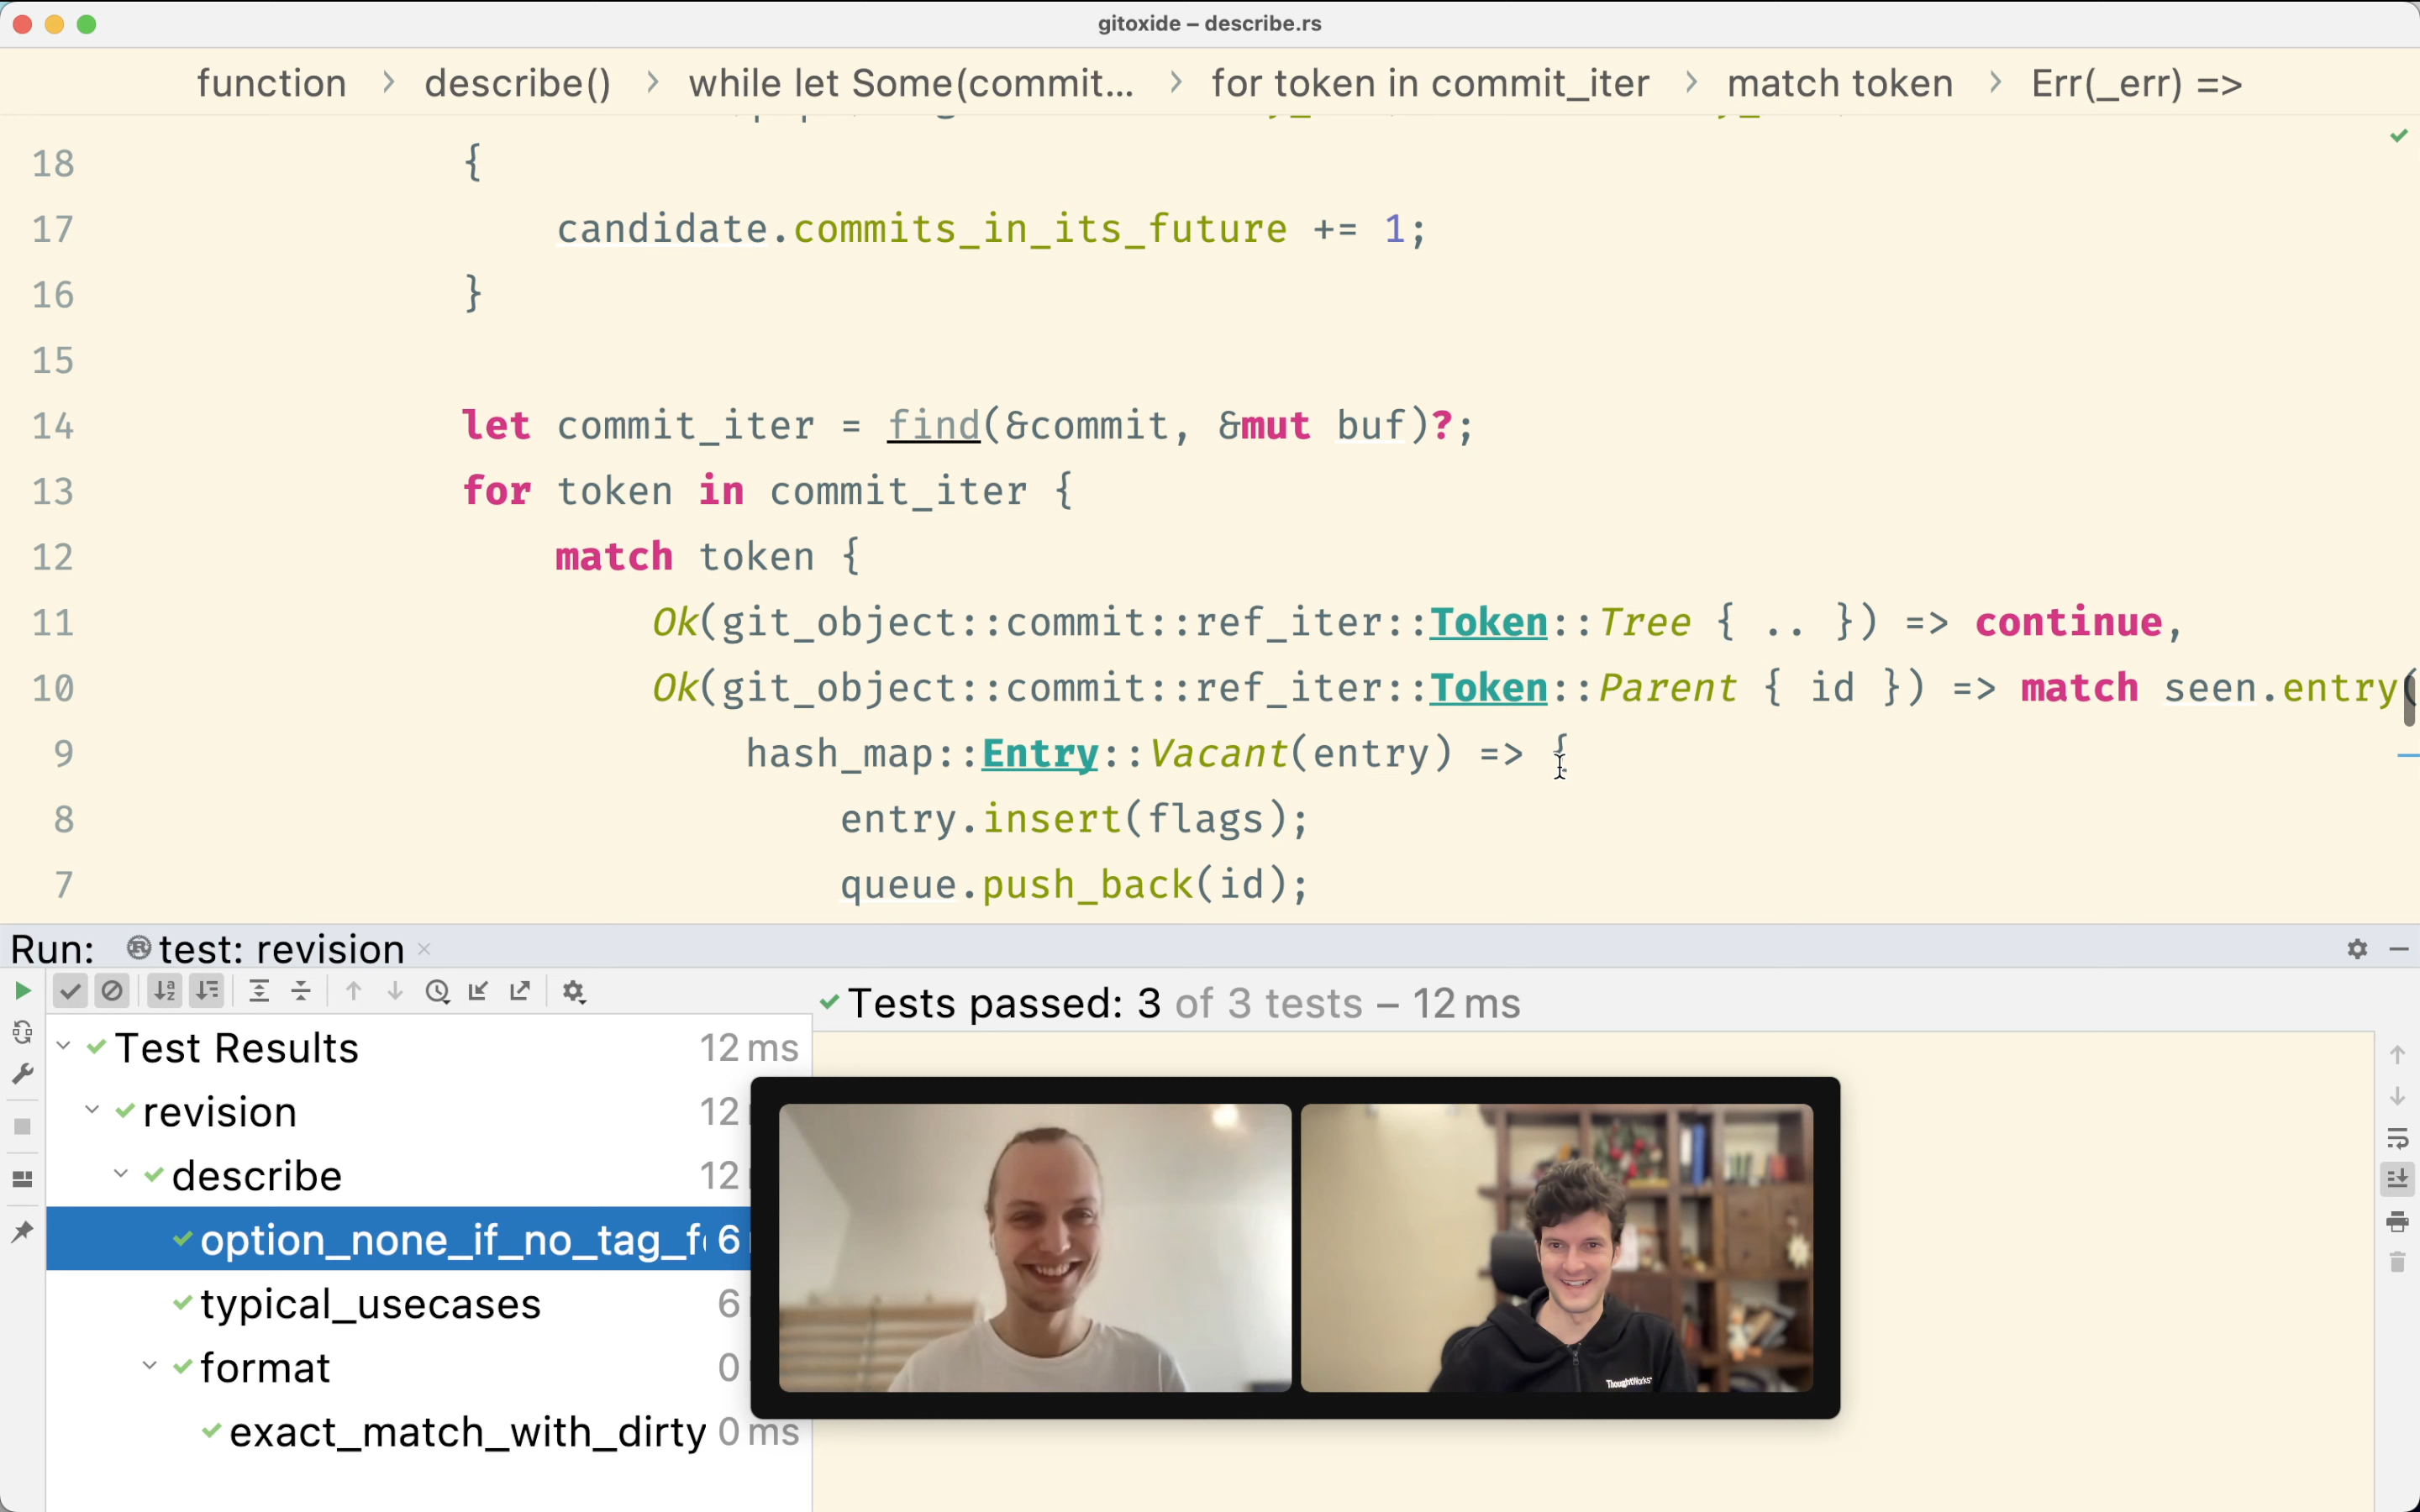 gitoxide – describe.rs
function > describe() > while let Some(commit... > for token in commit_iter > match token > Err(_err) =>
18 {
17 candidate.commits_in_its_future += 1;
16 }
15
14 let commit_iter = find(&commit, &mut buf)?;
13 for token in commit_iter {
12 match token {
11 Ok(git_object::commit::ref_iter::Token::Tree { .. }) => continue,
10 Ok(git_object::commit::ref_iter::Token::Parent { id }) => match seen.entry(
9 hash_map::Entry::Vacant(entry) => {
8 entry.insert(flags);
7 queue.push_back(id);
Run: test: revision
Tests passed: 3 of 3 tests – 12 ms
Test Results 12 ms
revision 12
describe 12
option_none_if_no_tag_f 6
typical_usecases 6
format 0
exact_match_with_dirty 0 ms
ThoughtWorks